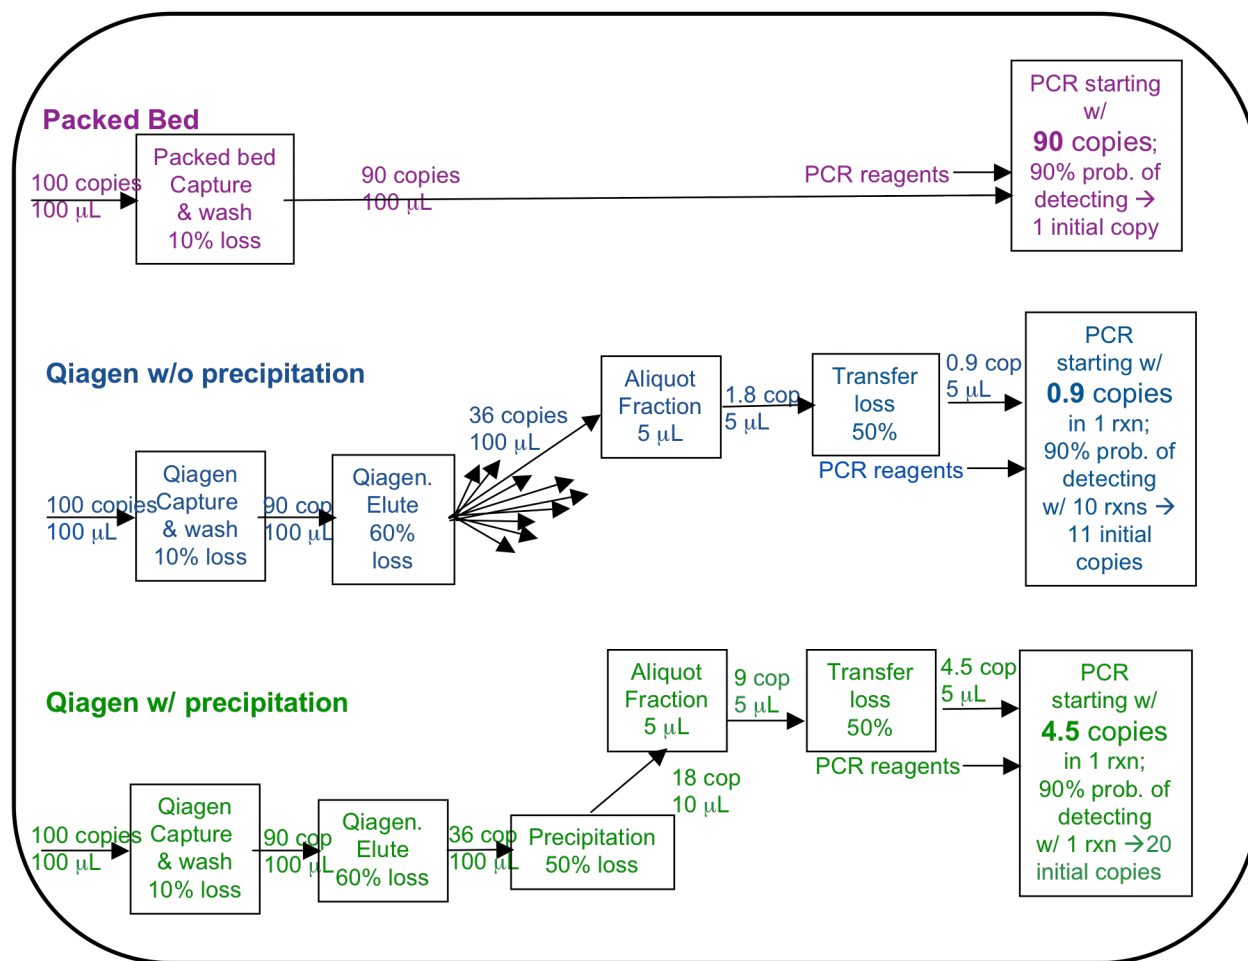 Packed Bed
100 copies
100 μL
Packed bed
Capture
& wash
10% loss
90 copies
100 μL
PCR reagents
PCR starting
w/
90 copies;
90% prob. of
detecting →
1 initial copy
Qiagen w/o precipitation
100 copies
100 μL
Qiagen
Capture
& wash
10% loss
90 cop
100 μL
Qiagen.
Elute
60%
loss
36 copies
100 μL
Aliquot
Fraction
5 μL
1.8 cop
5 μL
Transfer
loss
50%
0.9 cop
5 μL
PCR reagents
PCR
starting w/
0.9 copies
in 1 rxn;
90% prob. of
detecting
w/ 10 rxns →
11 initial
copies
Qiagen w/ precipitation
100 copies
100 μL
Qiagen
Capture
& wash
10% loss
90 cop
100 μL
Qiagen.
Elute
60% loss
36 cop
100 μL
Precipitation
50% loss
18 cop
10 μL
Aliquot
Fraction
5 μL
9 cop
5 μL
Transfer
loss
50%
4.5 cop
5 μL
PCR reagents
PCR
starting w/
4.5 copies
in 1 rxn;
90% prob. of
detecting
w/ 1 rxn →20
initial copies